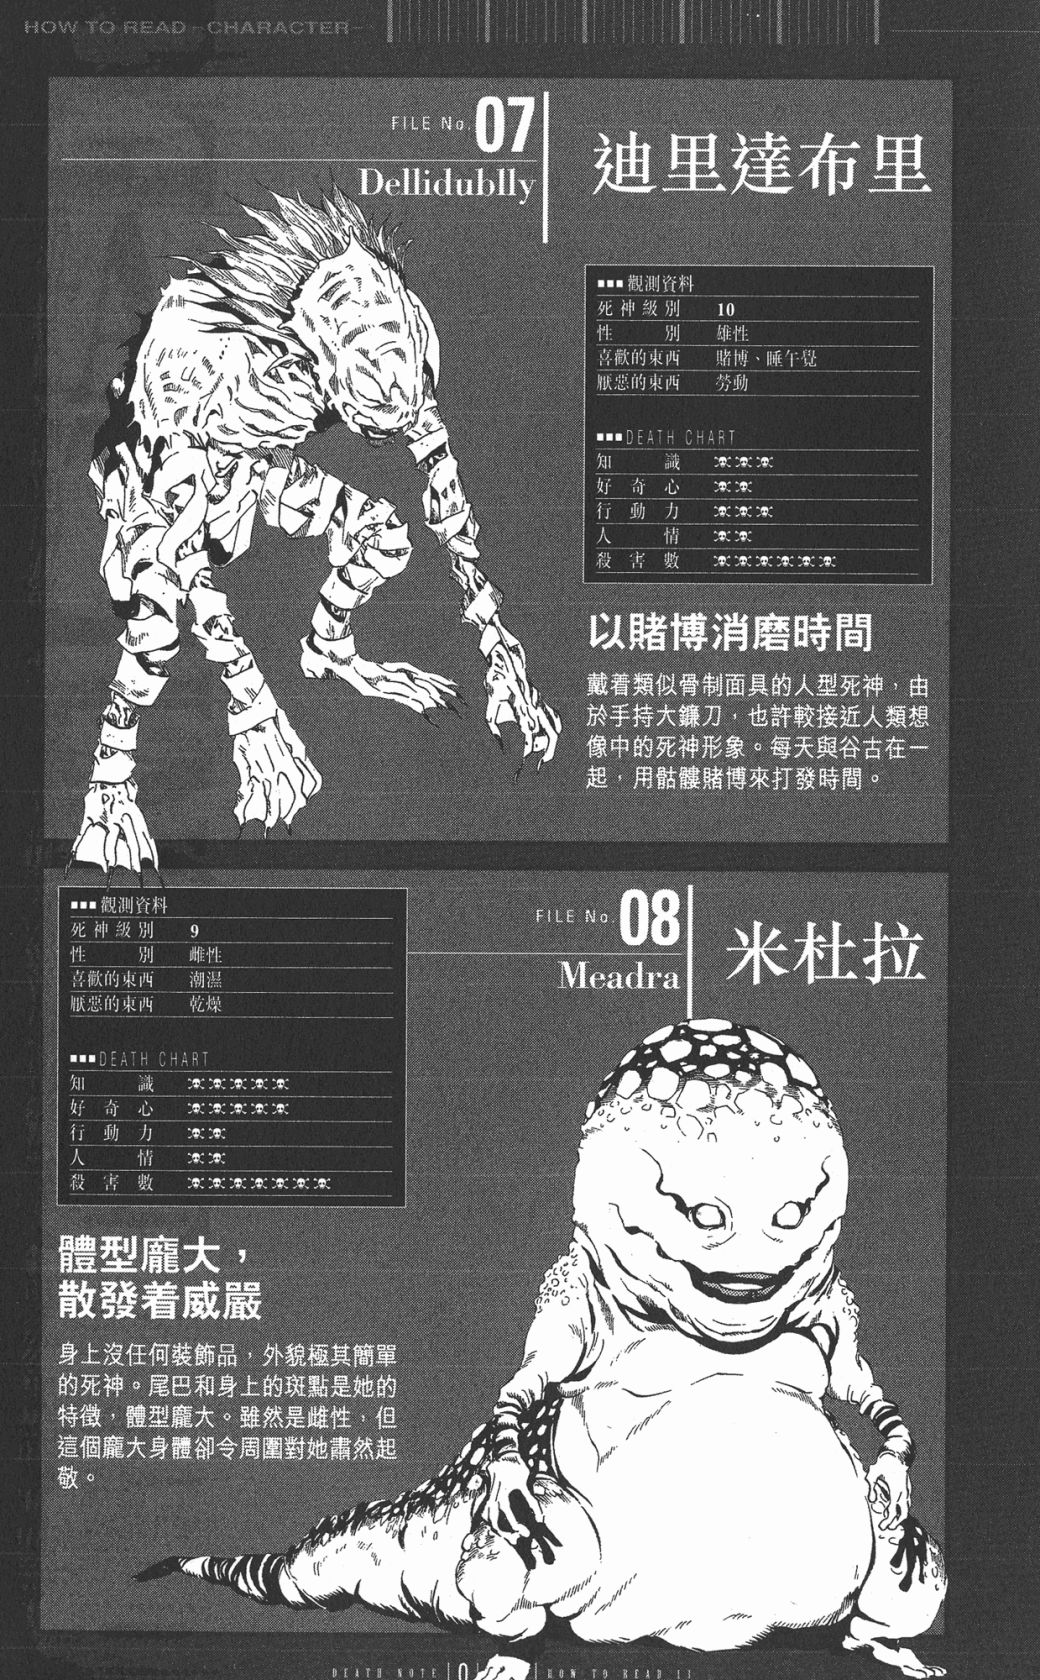 HOW TO READ -CHARACTER-
FILE No.07
Dellidublly
迪里達布里
■■■觀測資料
死神級別 10
性別 雄性
喜歡的東西 賭博、睡午覺
厭惡的東西 勞動
■■■DEATH CHART
知識
好奇心
行動力
人情
殺害數
以賭博消磨時間
戴着類似骨制面具的人型死神，由
於手持大鐮刀，也許較接近人類想
像中的死神形象。每天與谷古在一
起，用骷髏賭博來打發時間。
FILE No.08
Meadra
米杜拉
■■■觀測資料
死神級別 9
性別 雌性
喜歡的東西 潮濕
厭惡的東西 乾燥
■■■DEATH CHART
知識
好奇心
行動力
人情
殺害數
體型龐大，
散發着威嚴
身上沒任何裝飾品，外貌極其簡單
的死神。尾巴和身上的斑點是她的
特徵，體型龐大。雖然是雌性，但
這個龐大身體卻令周圍對她肅然起
敬。
DEATH NOTE
HOW TO READ 13